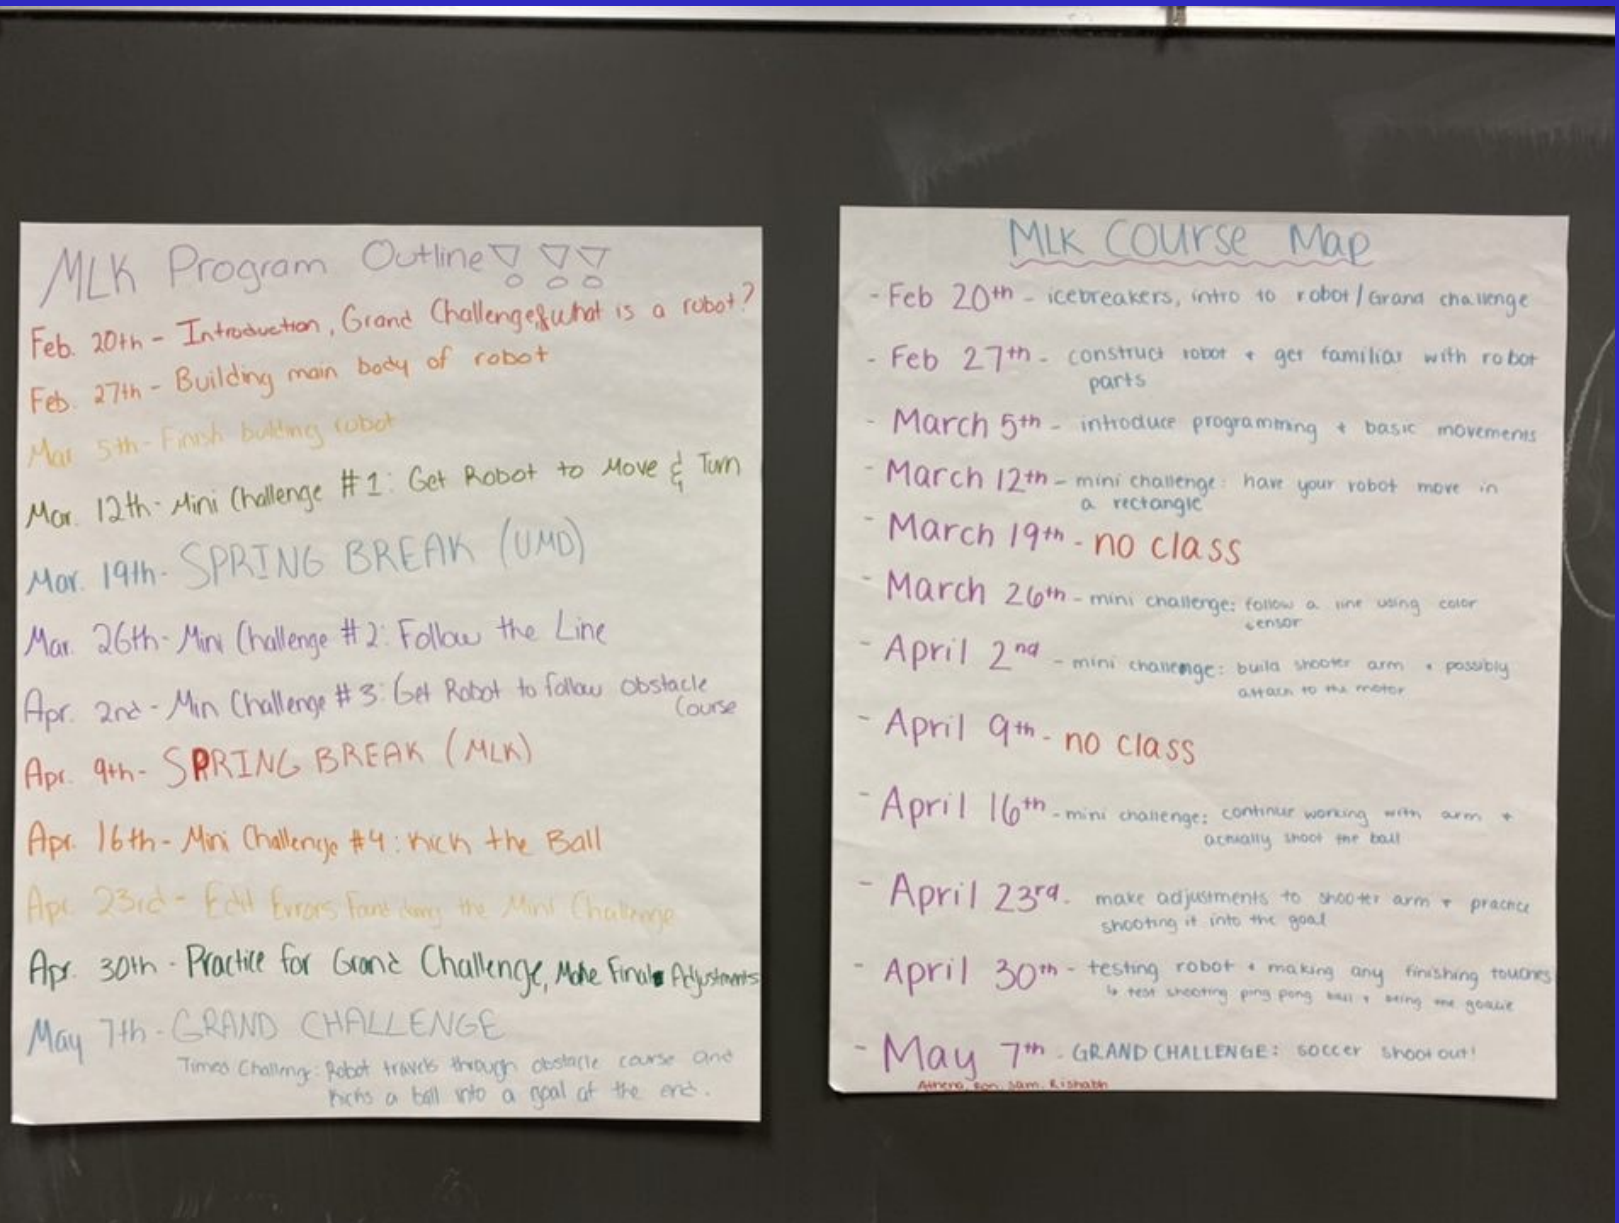 MLK Program Outline!!!
Feb. 20th - Introduction, Grand Challenge, & what is a robot?
Feb. 27th - Building main body of robot
Mar 5th - Finish building robot
Mar. 12th - Mini Challenge #1: Get Robot to Move & Turn
Mar. 19th - SPRING BREAK (UMD)
Mar. 26th - Mini Challenge #2: Follow the Line
Apr. 2nd - Min Challenge #3: Get Robot to follow obstacle
Course
Apr. 9th - SPRING BREAK (MLK)
Apr. 16th - Mini Challenge #4: Kick the Ball
Apr. 23rd - Edit Errors the Mini Challenge
Apr. 30th - Practice for Grand Challenge, Make Final Adjustments
May 7th - GRAND CHALLENGE
Timed Challeng: Robot travels through obstacle course and
kicks a ball into a goal at the end.
MLK COURSE Map
- Feb 20th - icebreakers, intro to robot/Grand challenge
- Feb 27th - construct robot + get familiar with robot
parts
- March 5th - introduce programming + basic movements
- March 12th - mini challenge: have your robot move in
a rectangle
- March 19th - no class
- March 26th - mini challenge: follow a line using color
sensor
- April 2nd - mini challenge: build shooter arm + possibly
attach to the motor
- April 9th - no class
- April 16th - mini challenge: continue working with arm +
actually shoot the ball
- April 23rd - make adjustments to shooter arm + practice
shooting it into the goal
- April 30th - testing robot + making any finishing touches
↳ test shooting ping pong ball + being the goalie
- May 7th - GRAND CHALLENGE: soccer shoot out!
Athena, Ron, Sam, Rishabh